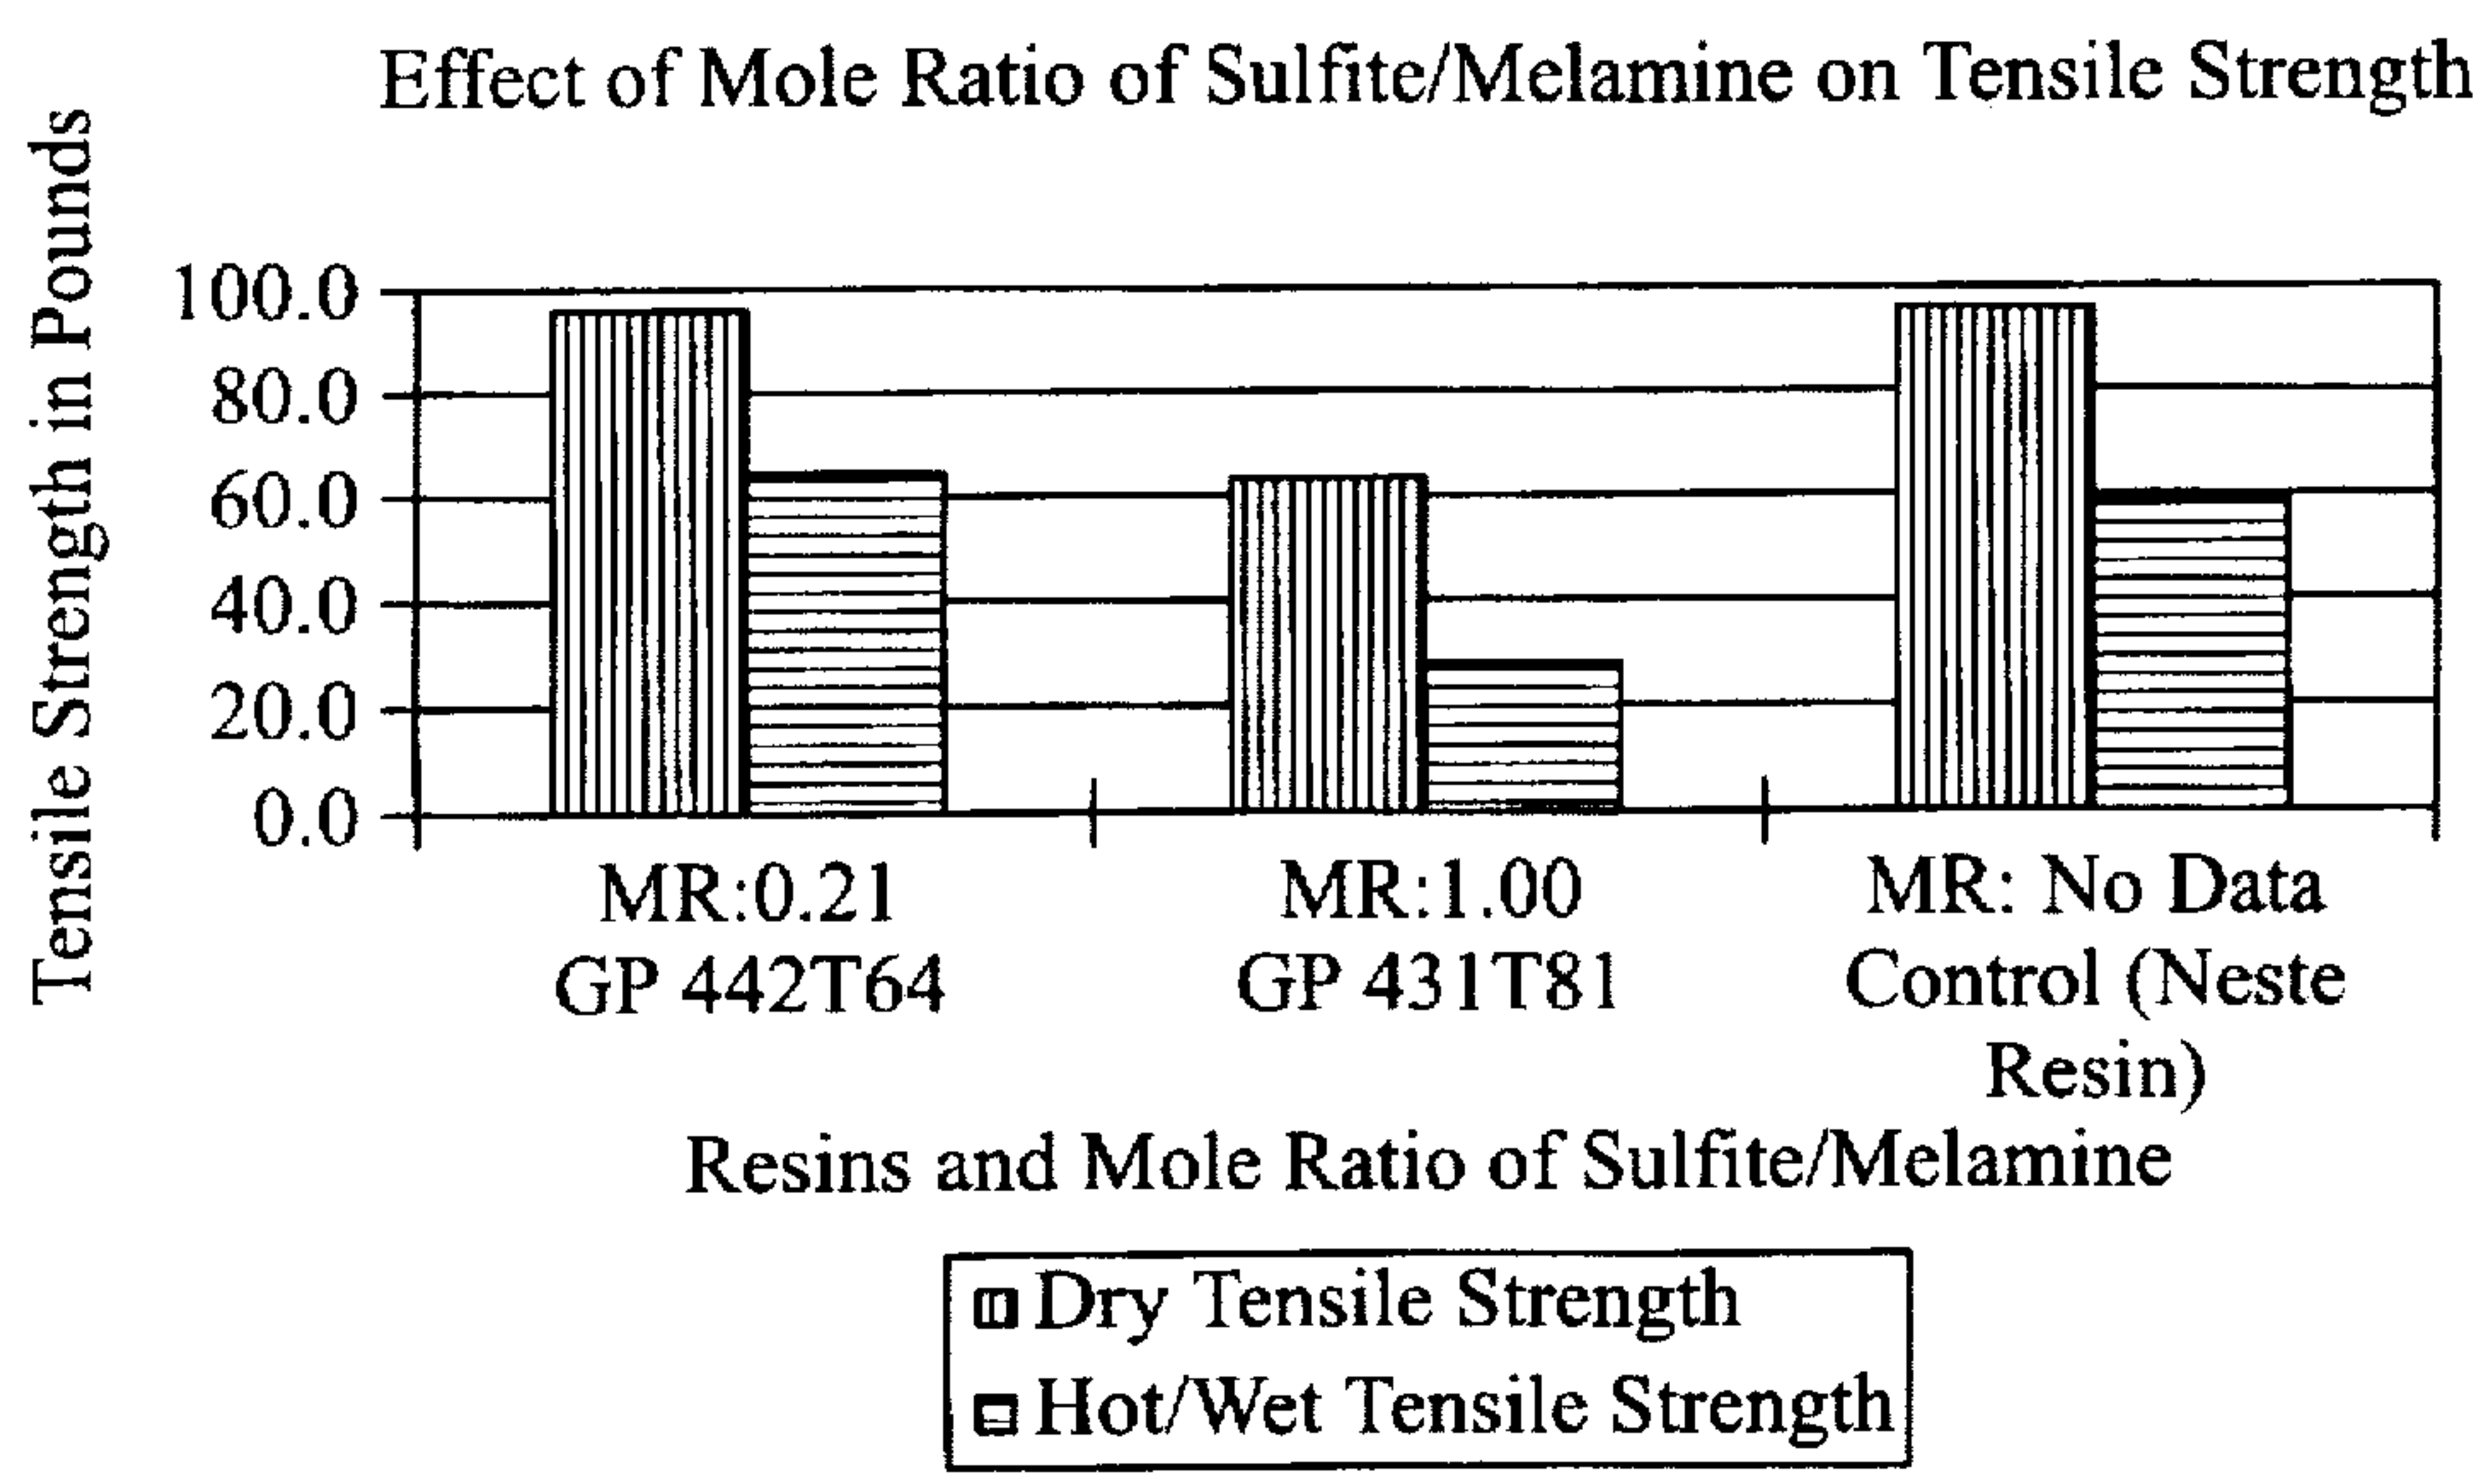 Effect of Mole Ratio of Sulfite/Melamine on Tensile Strength
Tensile Strength in Pounds
100.0
80.0
60.0
40.0
20.0
0.0
MR:0.21
GP 442T64
MR:1.00
GP 431T81
MR: No Data
Control (Neste
Resin)
Resins and Mole Ratio of Sulfite/Melamine
Dry Tensile Strength
Hot/Wet Tensile Strength